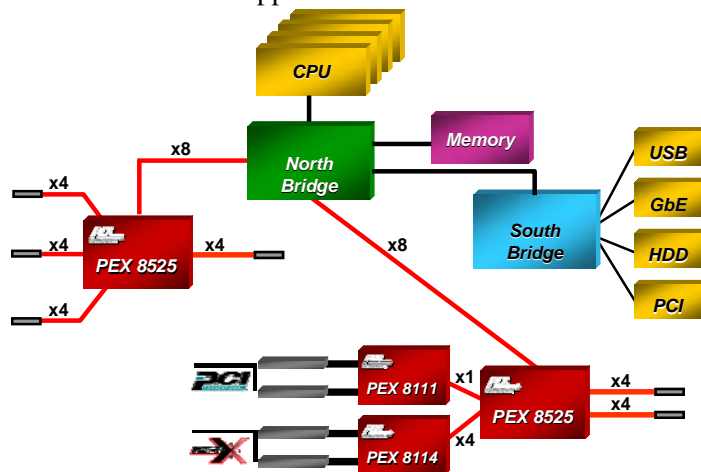 CPU
Memory
North
Bridge
x8
x4
x4
x4
PEX 8525
x4
South
Bridge
USB
GbE
HDD
PCI
x8
PCI
PEX 8111
x1
PEX 8114
x4
PEX 8525
x4
x4